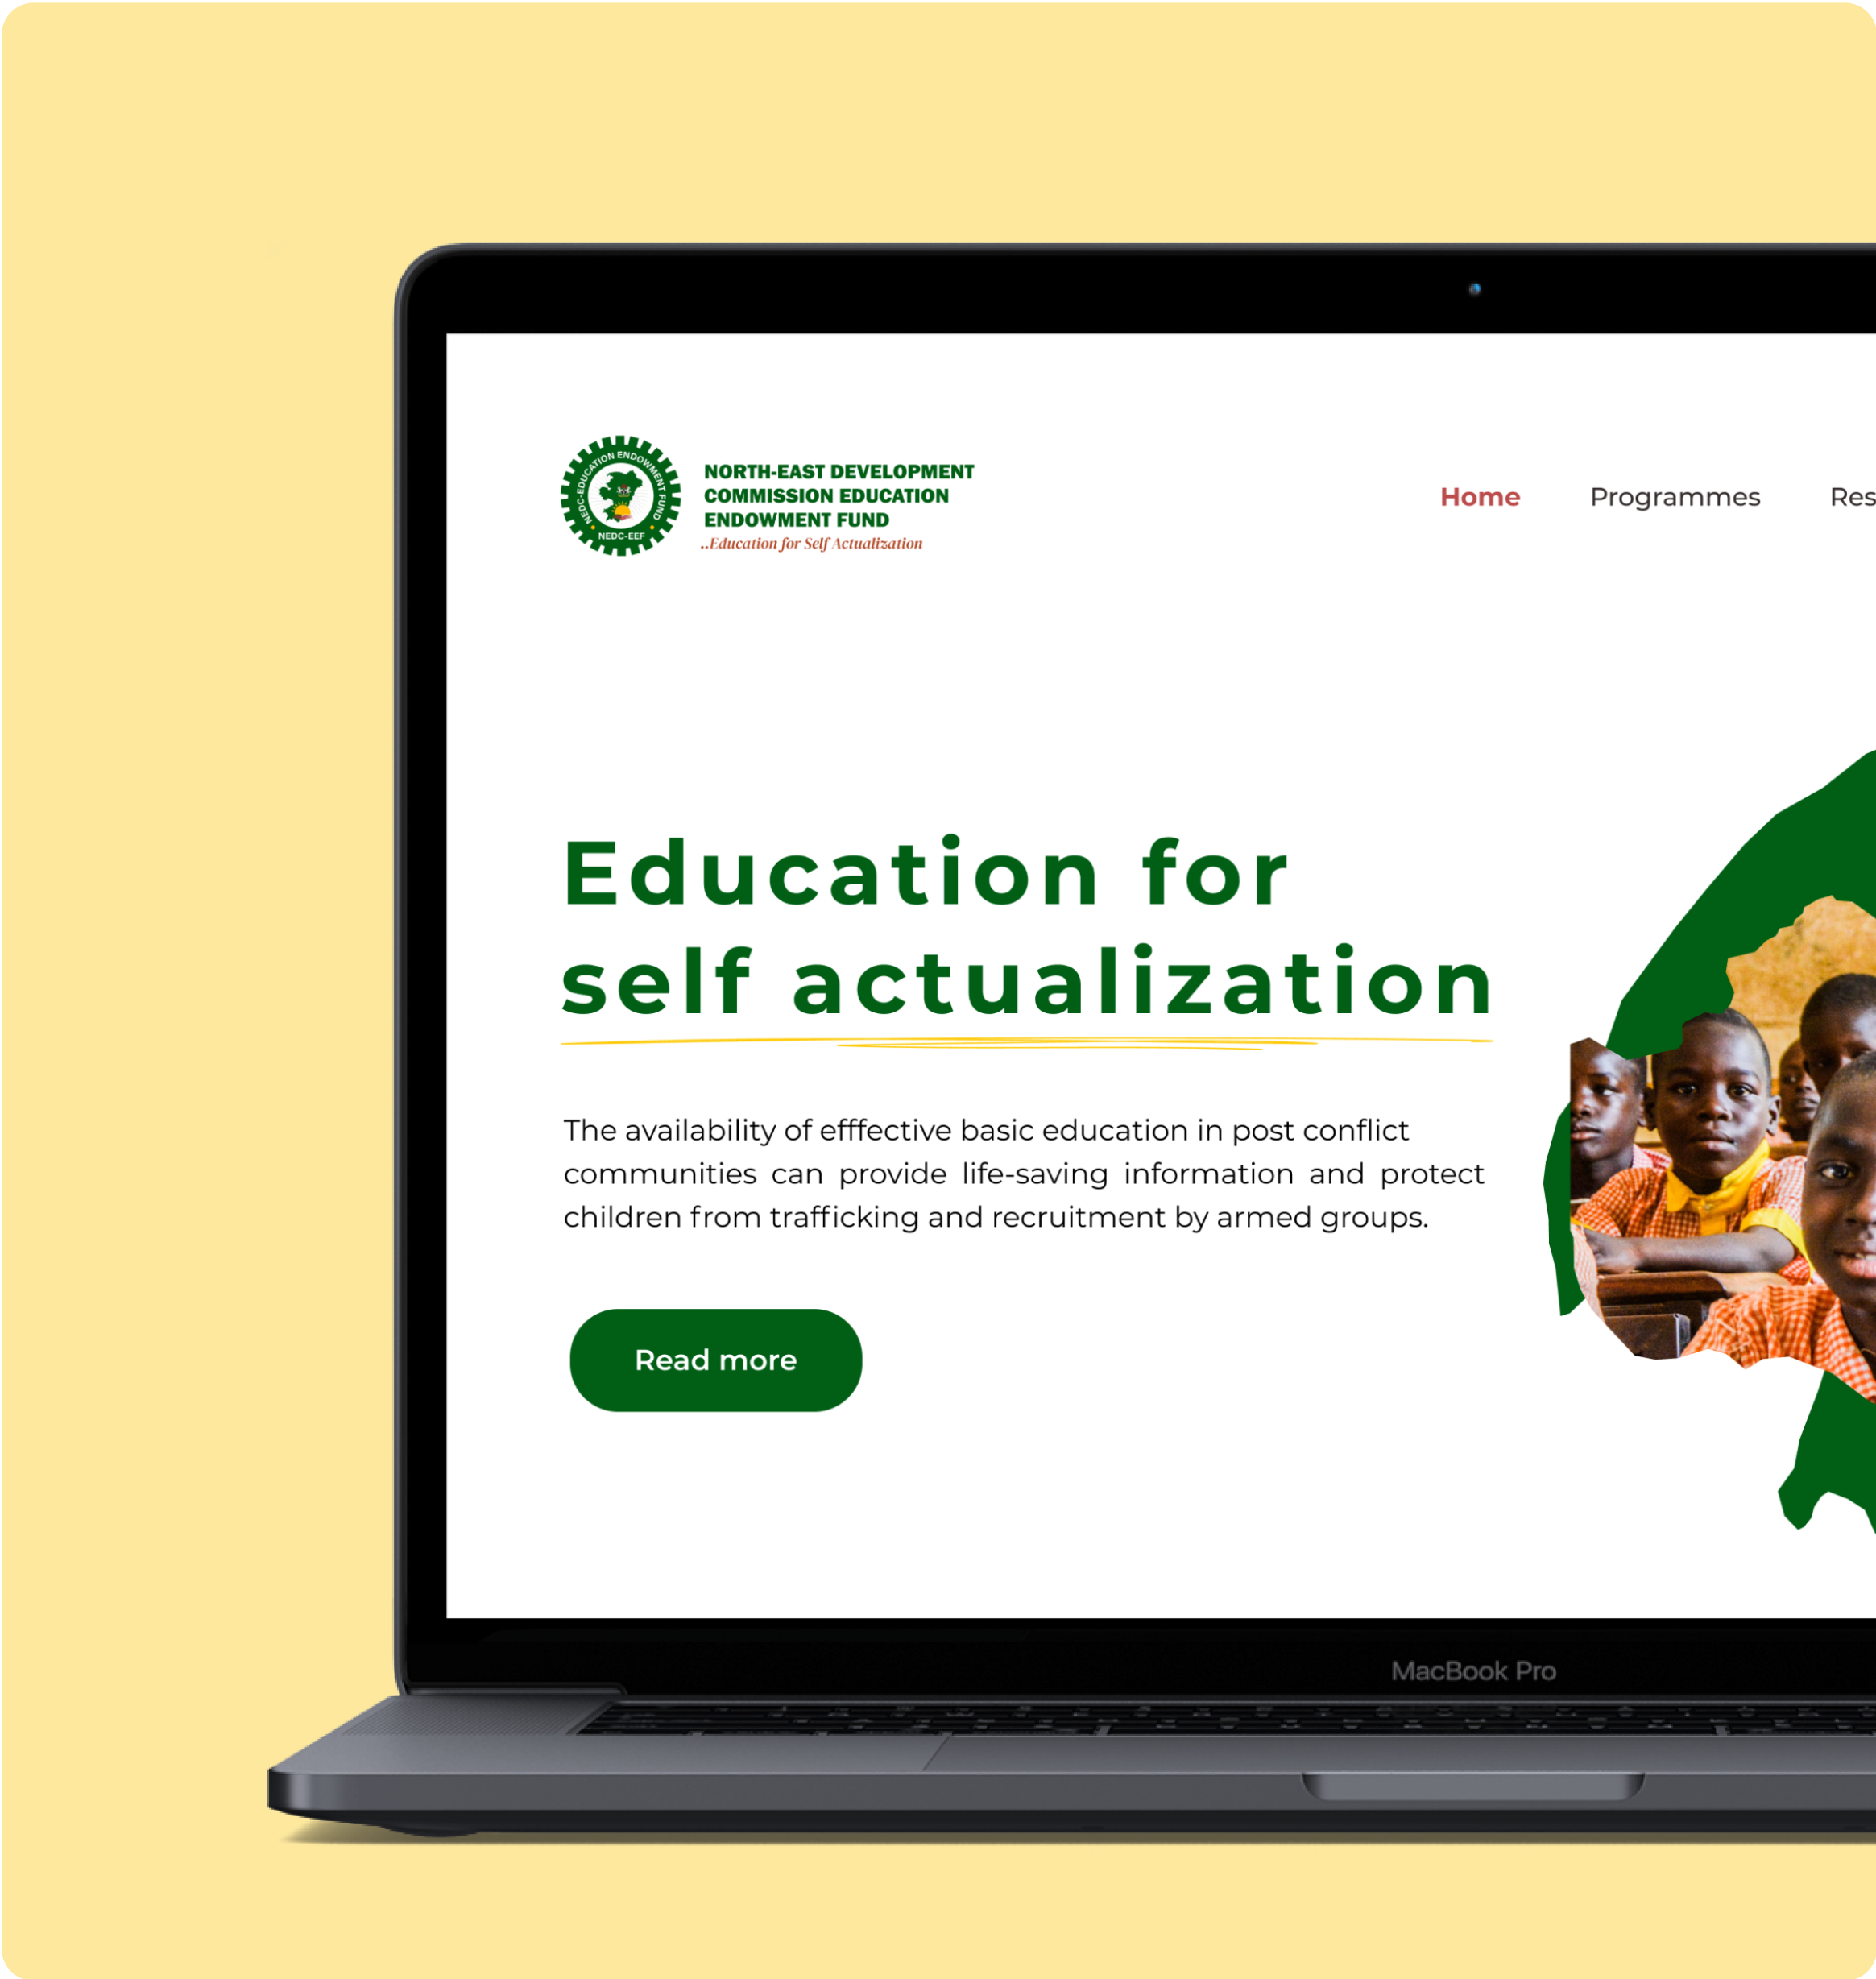 NEDC-EDUCATION ENDOWMENT FUND
NEDC-EEF
NORTH-EAST DEVELOPMENT
COMMISSION EDUCATION
ENDOWMENT FUND
..Education for Self Actualization
Home
Programmes
Res
Education for
self actualization
The availability of efffective basic education in post conflict
communities can provide life-saving information and protect
children from trafficking and recruitment by armed groups.
Read more
MacBook Pro